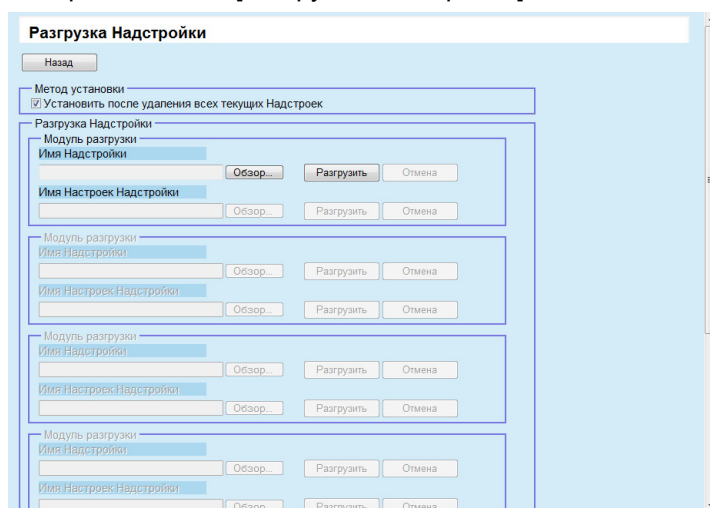 Разгрузка Надстройки
Назад
Метод установки
Установить после удаления всех текущих Надстроек
Разгрузка Надстройки
Модуль разгрузки
Имя Надстройки
Обзор... Разгрузить Отмена
Имя Настроек Надстройки
Обзор... Разгрузить Отмена
Модуль разгрузки
Имя Надстройки
Обзор... Разгрузить Отмена
Имя Настроек Надстройки
Обзор... Разгрузить Отмена
Модуль разгрузки
Имя Надстройки
Обзор... Разгрузить Отмена
Имя Настроек Надстройки
Обзор... Разгрузить Отмена
Модуль разгрузки
Имя Надстройки
Обзор... Разгрузить Отмена
Имя Настроек Надстройки
Обзор... Разгрузить Отмена